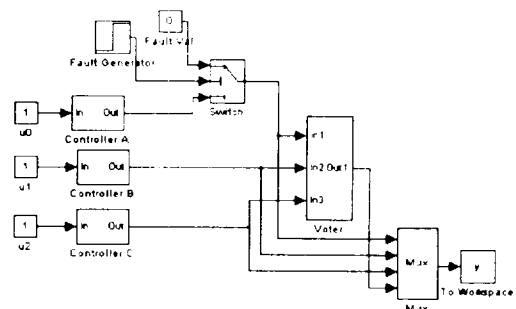 0
Fault Val
Fault Generator
Switch
1
In Out
u0
Controller A
1
In Out
u1
Controller B
1
In Out
u2
Controller C
In1
In2 Out1
In3
Voter
Mux
Mux
y
To Workspace